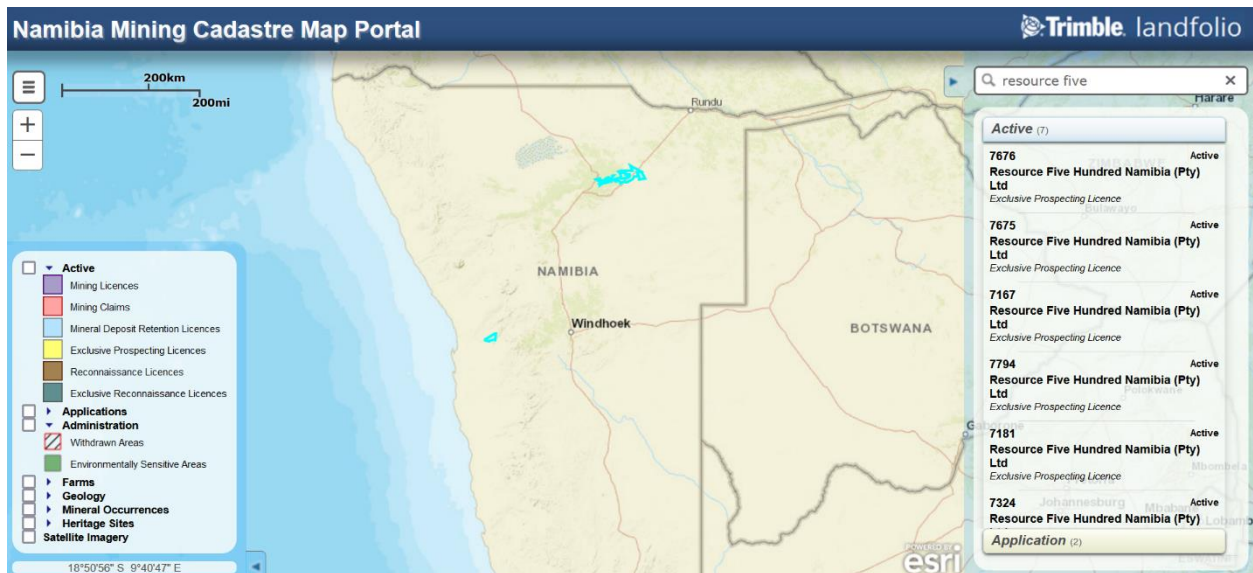 Namibia Mining Cadastre Map Portal
Trimble. landfolio
200km
200mi
+
−
Rundu
NAMIBIA
Windhoek
BOTSWANA
resource five
Harare
Active (7)
7676 Active
Resource Five Hundred Namibia (Pty)
Ltd
Exclusive Prospecting Licence
ZIMBABWE
Bulawayo
7675 Active
Resource Five Hundred Namibia (Pty)
Ltd
Exclusive Prospecting Licence
7167 Active
Resource Five Hundred Namibia (Pty)
Ltd
Exclusive Prospecting Licence
7794 Active
Resource Five Hundred Namibia (Pty)
Ltd
Exclusive Prospecting Licence
Polokwane
7181 Active
Resource Five Hundred Namibia (Pty)
Ltd
Exclusive Prospecting Licence
Gaborone
Mbombela
7324 Active
Resource Five Hundred Namibia (Pty)
Johannesburg
Application (2)
POWERED BY
esri
Active
Mining Licences
Mining Claims
Mineral Deposit Retention Licences
Exclusive Prospecting Licences
Reconnaissance Licences
Exclusive Reconnaissance Licences
Applications
Administration
Withdrawn Areas
Environmentally Sensitive Areas
Farms
Geology
Mineral Occurrences
Heritage Sites
Satellite Imagery
18°50'56" S 9°40'47" E